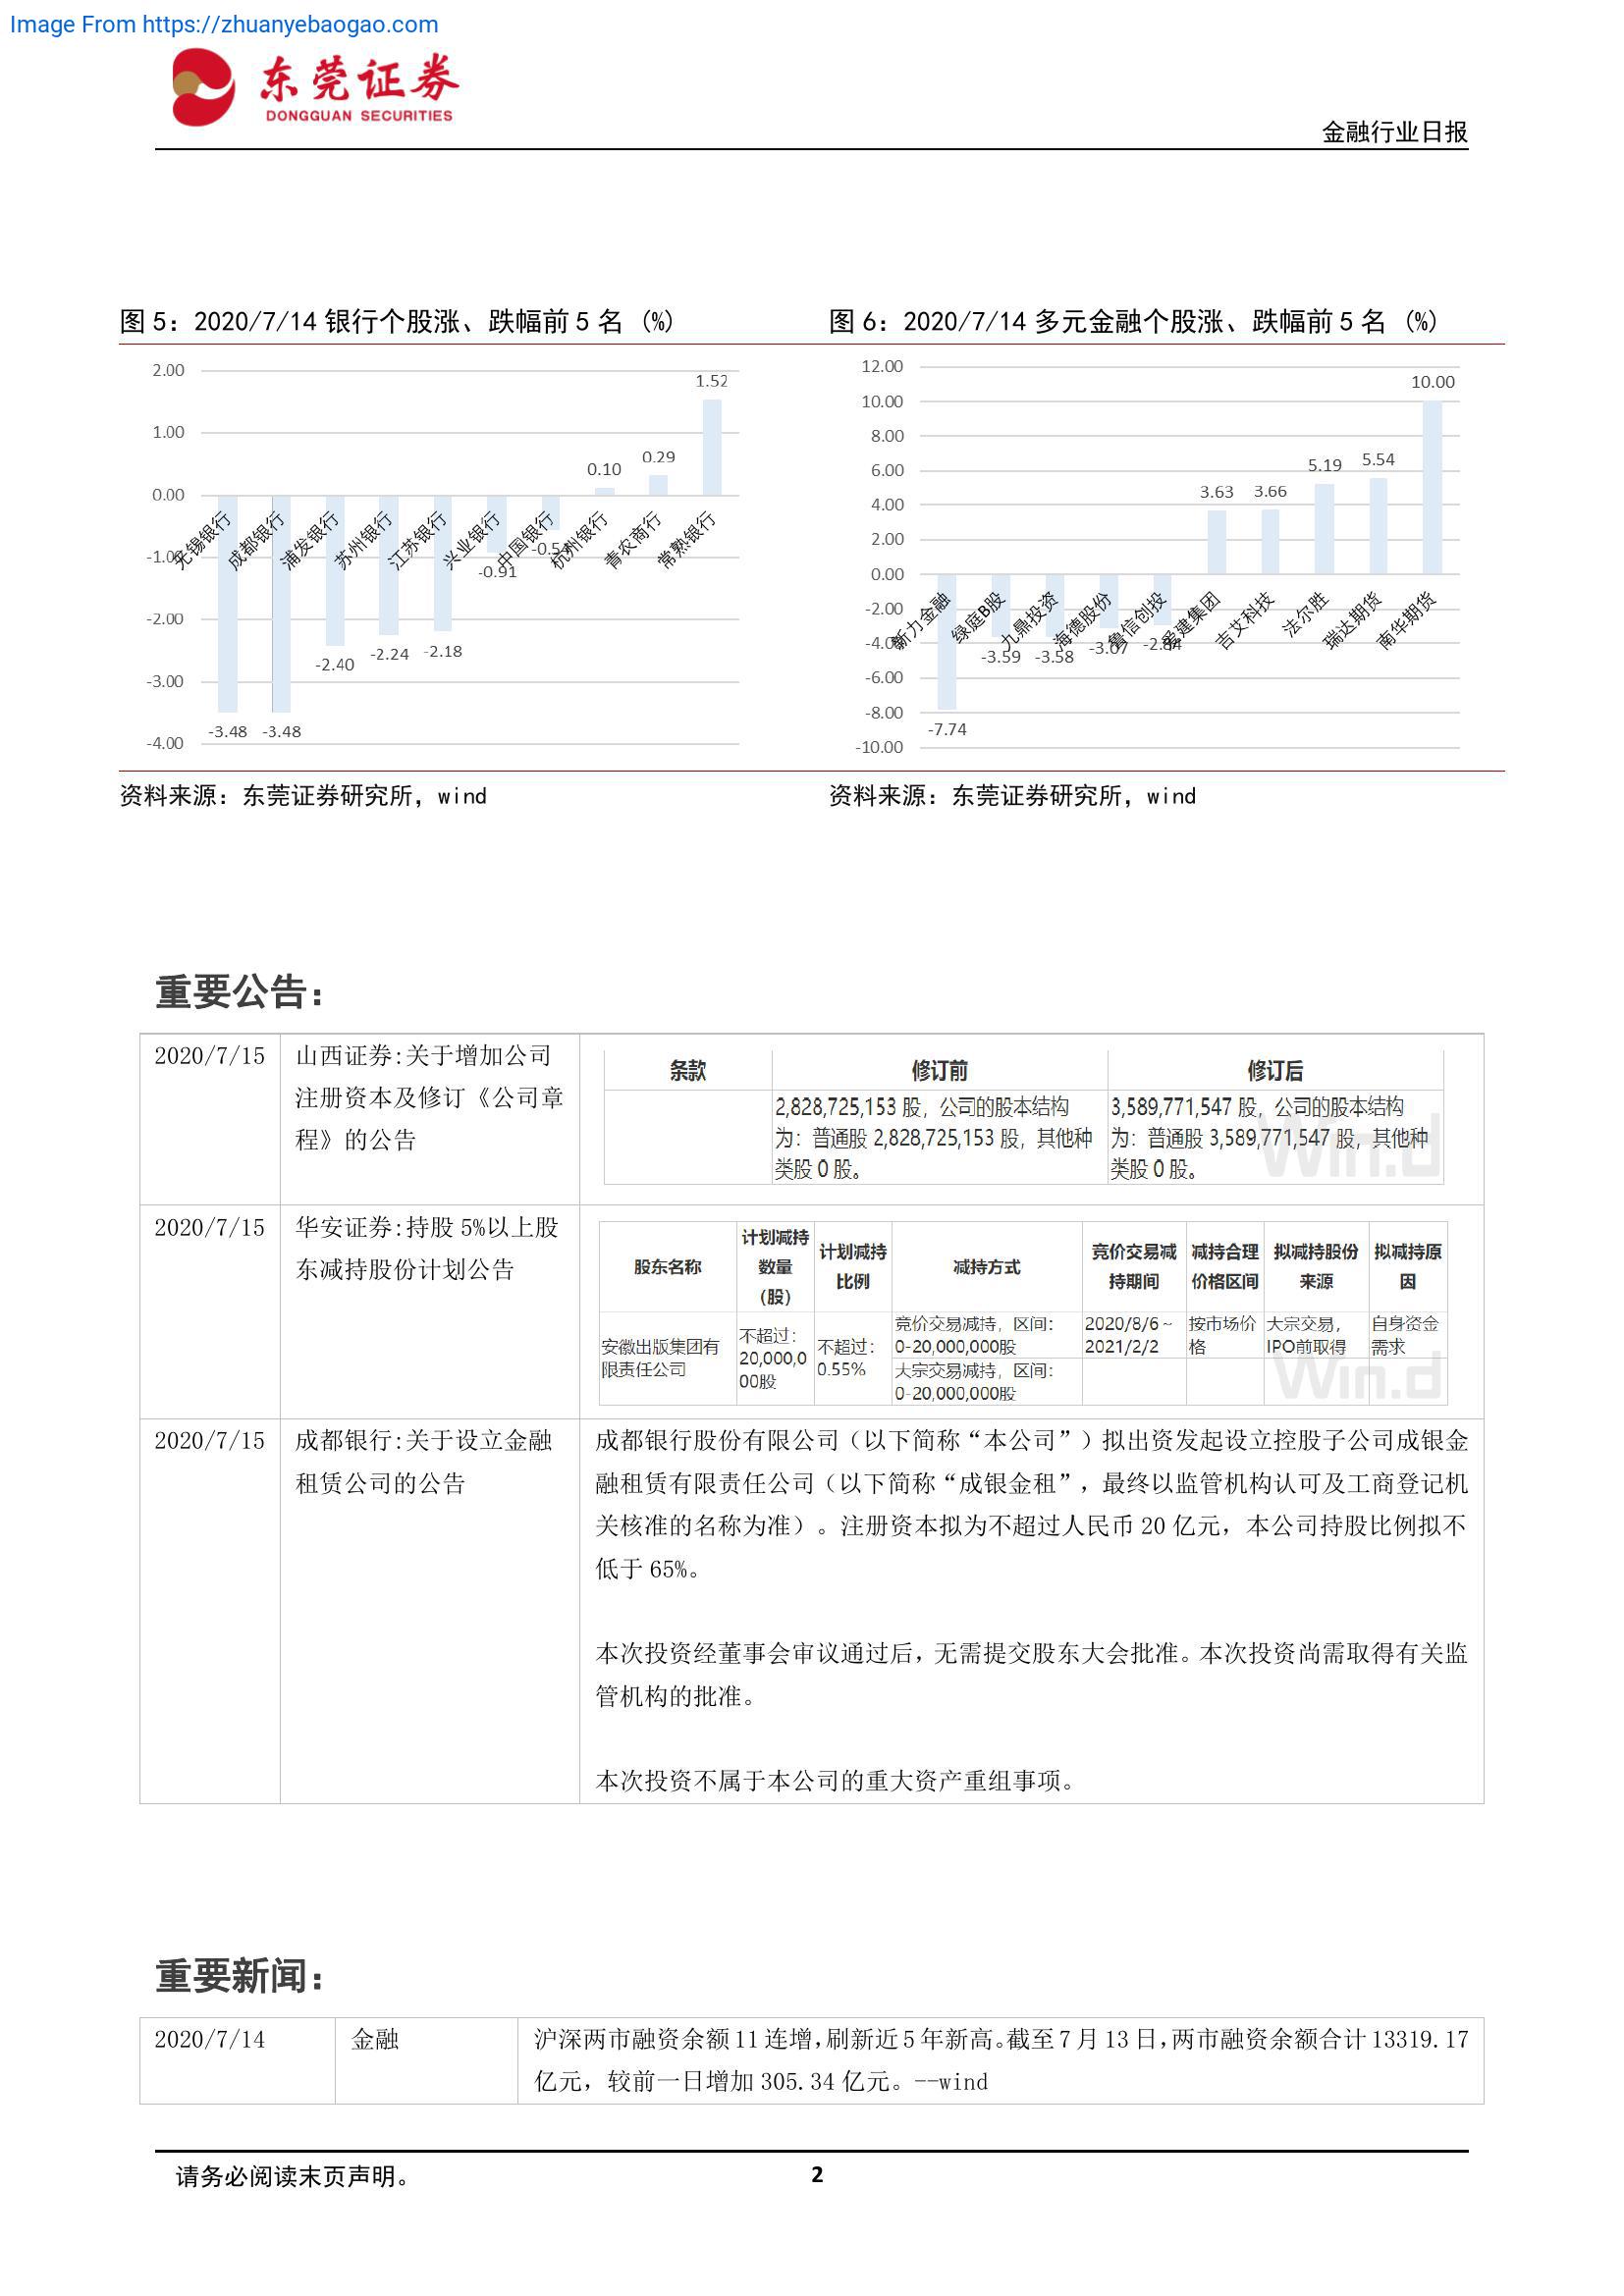 Image From https://zhuanyebaogao.com
东莞证券
DONGGUAN SECURITIES
金融行业日报
图 5：2020/7/14 银行个股涨、跌幅前 5 名 (%)
2.00
1.00
0.00
-1.00
-2.00
-3.00
-4.00
-3.48
-3.48
-2.40
-2.24
-2.18
-0.91
0.10
0.29
1.52
无锡银行
成都银行
浦发银行
苏州银行
江苏银行
兴业银行
中国银行
杭州银行
青农商行
常熟银行
资料来源：东莞证券研究所，wind
图 6：2020/7/14 多元金融个股涨、跌幅前 5 名 (%)
12.00
10.00
8.00
6.00
4.00
2.00
0.00
-2.00
-4.00
-6.00
-8.00
-10.00
-7.74
-3.59
-3.58
-3.07
3.63
3.66
5.19
5.54
10.00
新力金融
绿庭B股
九鼎投资
海德股份
鲁信创投
爱建集团
吉艾科技
法尔胜
瑞达期货
南华期货
资料来源：东莞证券研究所，wind
重要公告：
2020/7/15
山西证券:关于增加公司
注册资本及修订《公司章
程》的公告
条款 修订前 修订后
2,828,725,153 股，公司的股本结构
为：普通股 2,828,725,153 股，其他种
类股 0 股。
3,589,771,547 股，公司的股本结构
为：普通股 3,589,771,547 股，其他种
类股 0 股。
Win.d
2020/7/15
华安证券:持股 5%以上股
东减持股份计划公告
股东名称
计划减持
数量
（股）
计划减持
比例
减持方式
竞价交易减
持期间
减持合理
价格区间
拟减持股份
来源
拟减持原
因
安徽出版集团有
限责任公司
不超过：
20,000,0
00股
不超过：
0.55%
竞价交易减持，区间：
0-20,000,000股
大宗交易减持，区间：
0-20,000,000股
2020/8/6～
2021/2/2
按市场价
格
大宗交易，
IPO前取得
自身资金
需求
Win.d
2020/7/15
成都银行:关于设立金融
租赁公司的公告
成都银行股份有限公司（以下简称“本公司”）拟出资发起设立控股子公司成银金
融租赁有限责任公司（以下简称“成银金租”，最终以监管机构认可及工商登记机
关核准的名称为准）。注册资本拟为不超过人民币 20 亿元，本公司持股比例拟不
低于 65%。
本次投资经董事会审议通过后，无需提交股东大会批准。本次投资尚需取得有关监
管机构的批准。
本次投资不属于本公司的重大资产重组事项。
重要新闻：
2020/7/14
金融
沪深两市融资余额 11 连增，刷新近 5 年新高。截至 7 月 13 日，两市融资余额合计 13319.17
亿元，较前一日增加 305.34 亿元。--wind
请务必阅读末页声明。
2